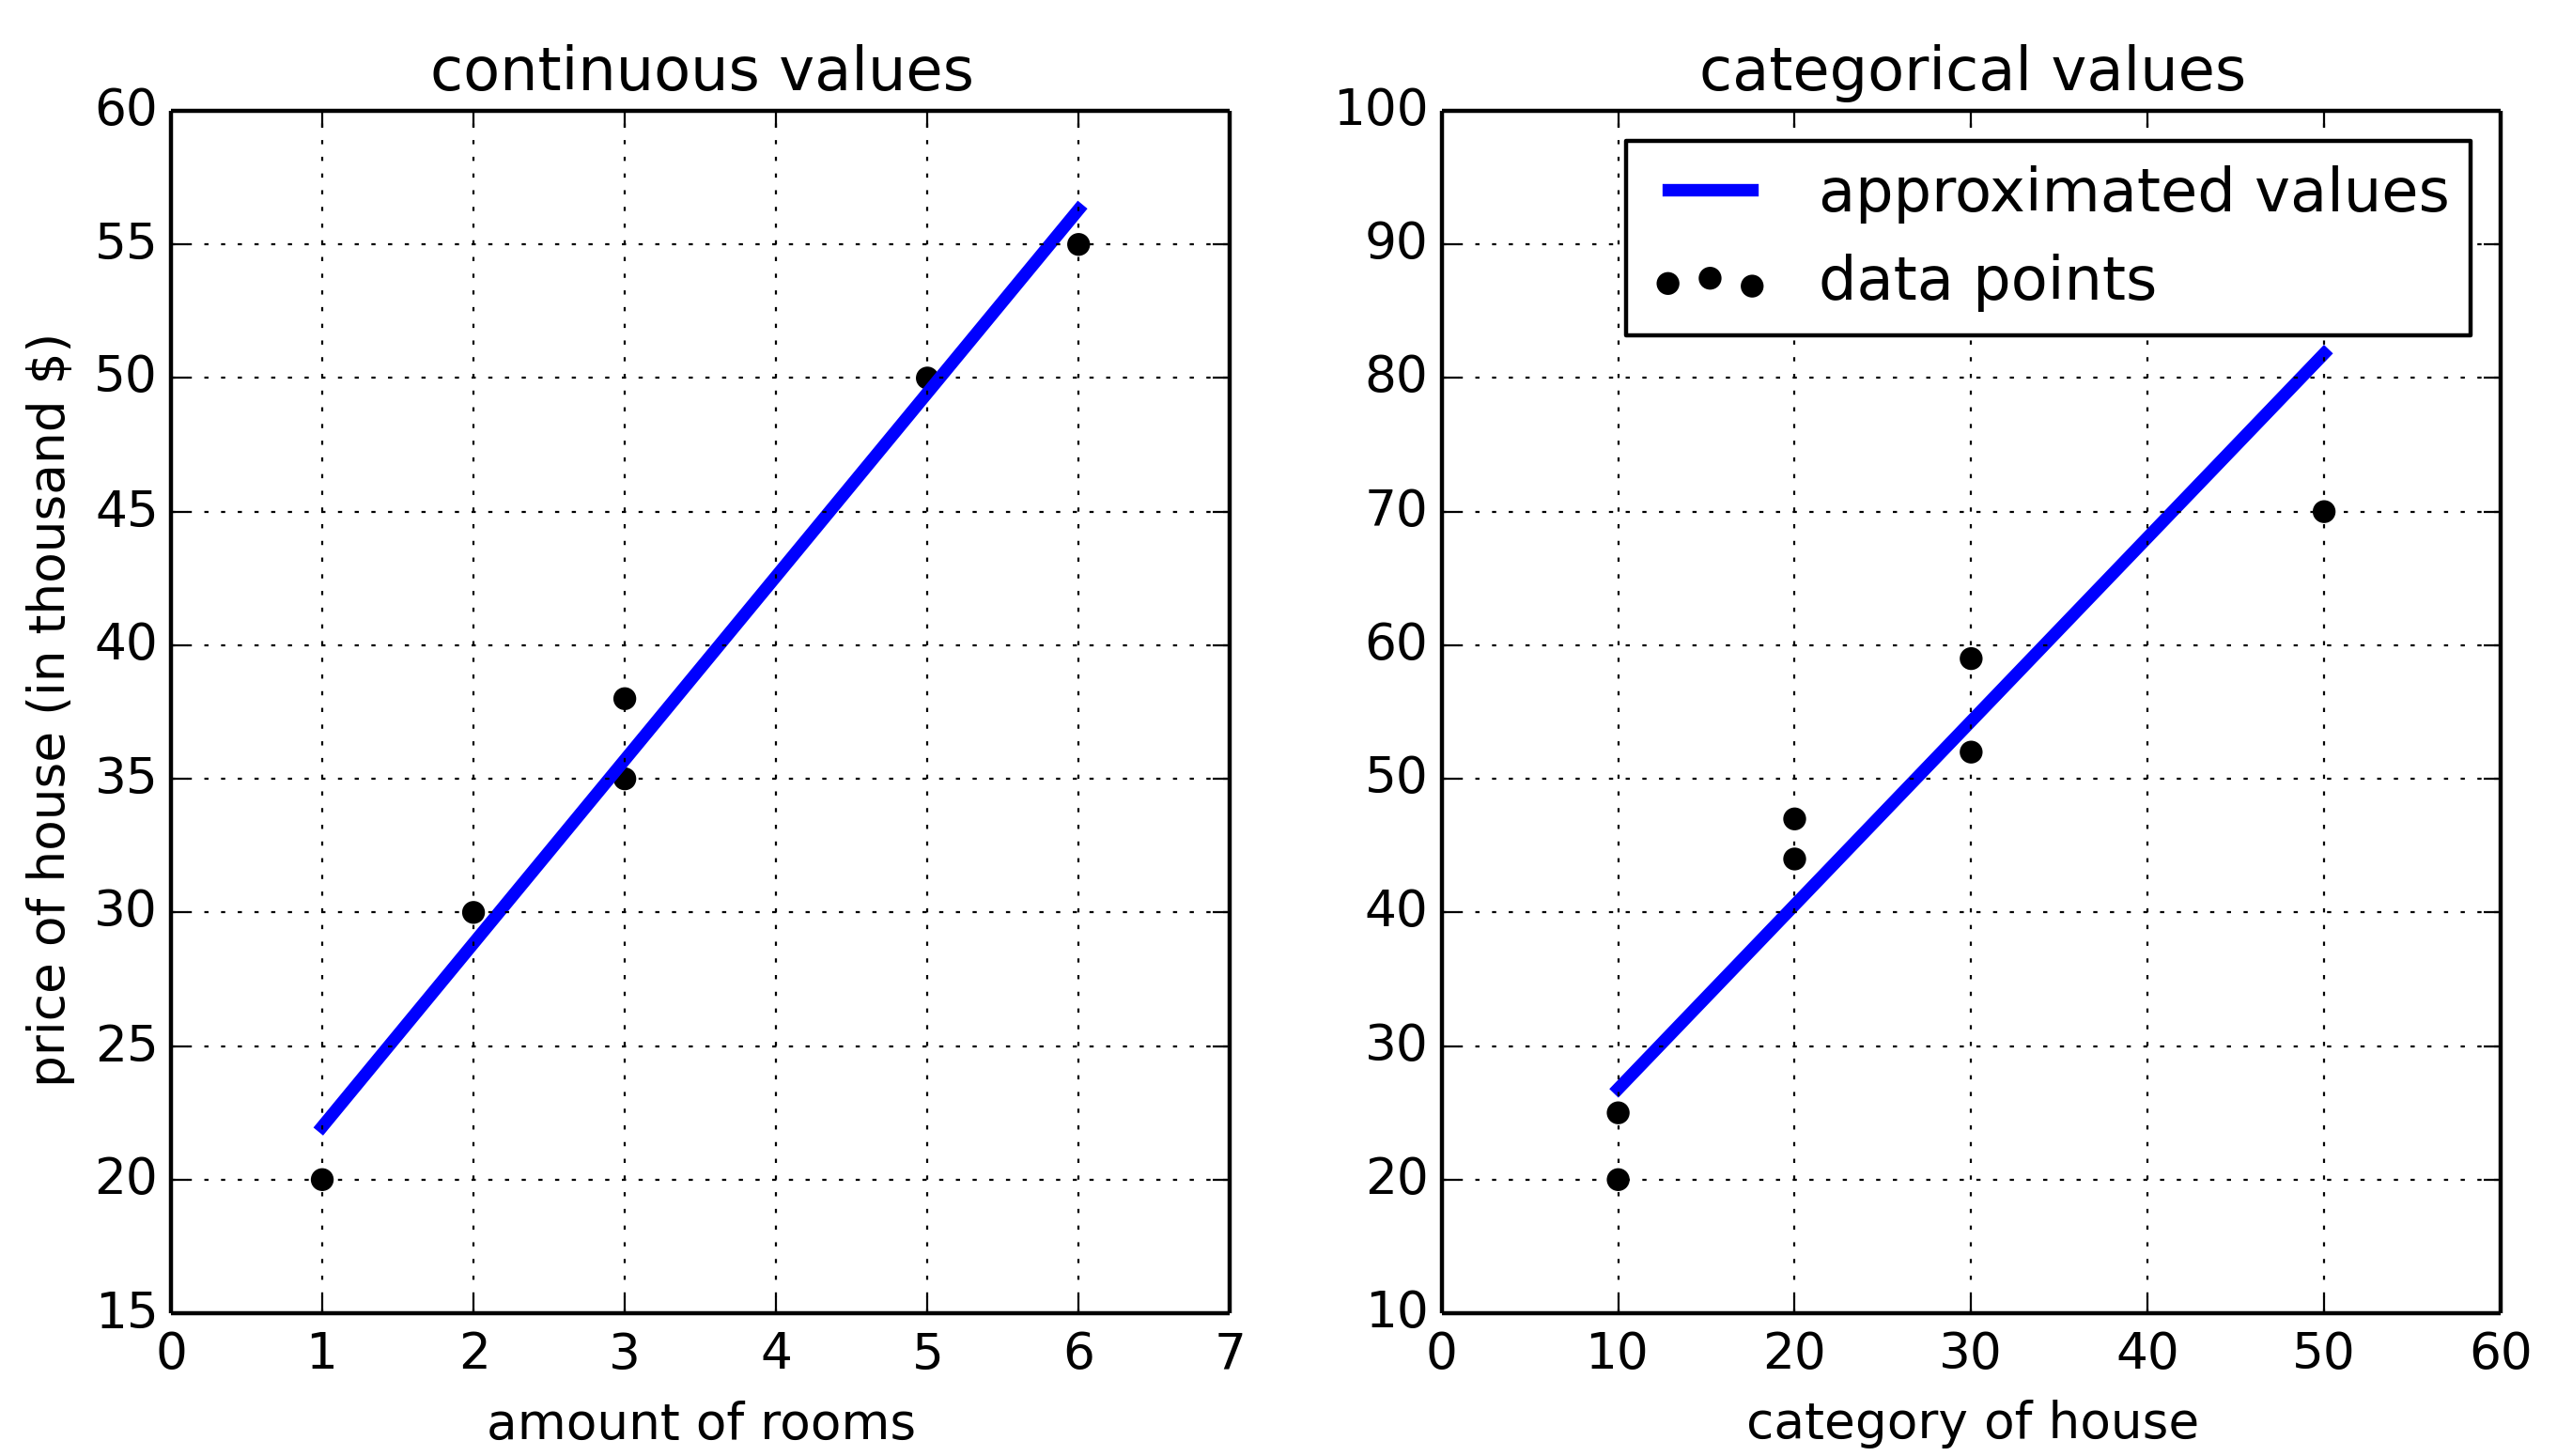 continuous values
60
55
50
45
40
35
30
25
20
15
0 1 2 3 4 5 6 7
amount of rooms
price of house (in thousand $)
categorical values
100
90
80
70
60
50
40
30
20
10
0 10 20 30 40 50 60
category of house
approximated values
data points